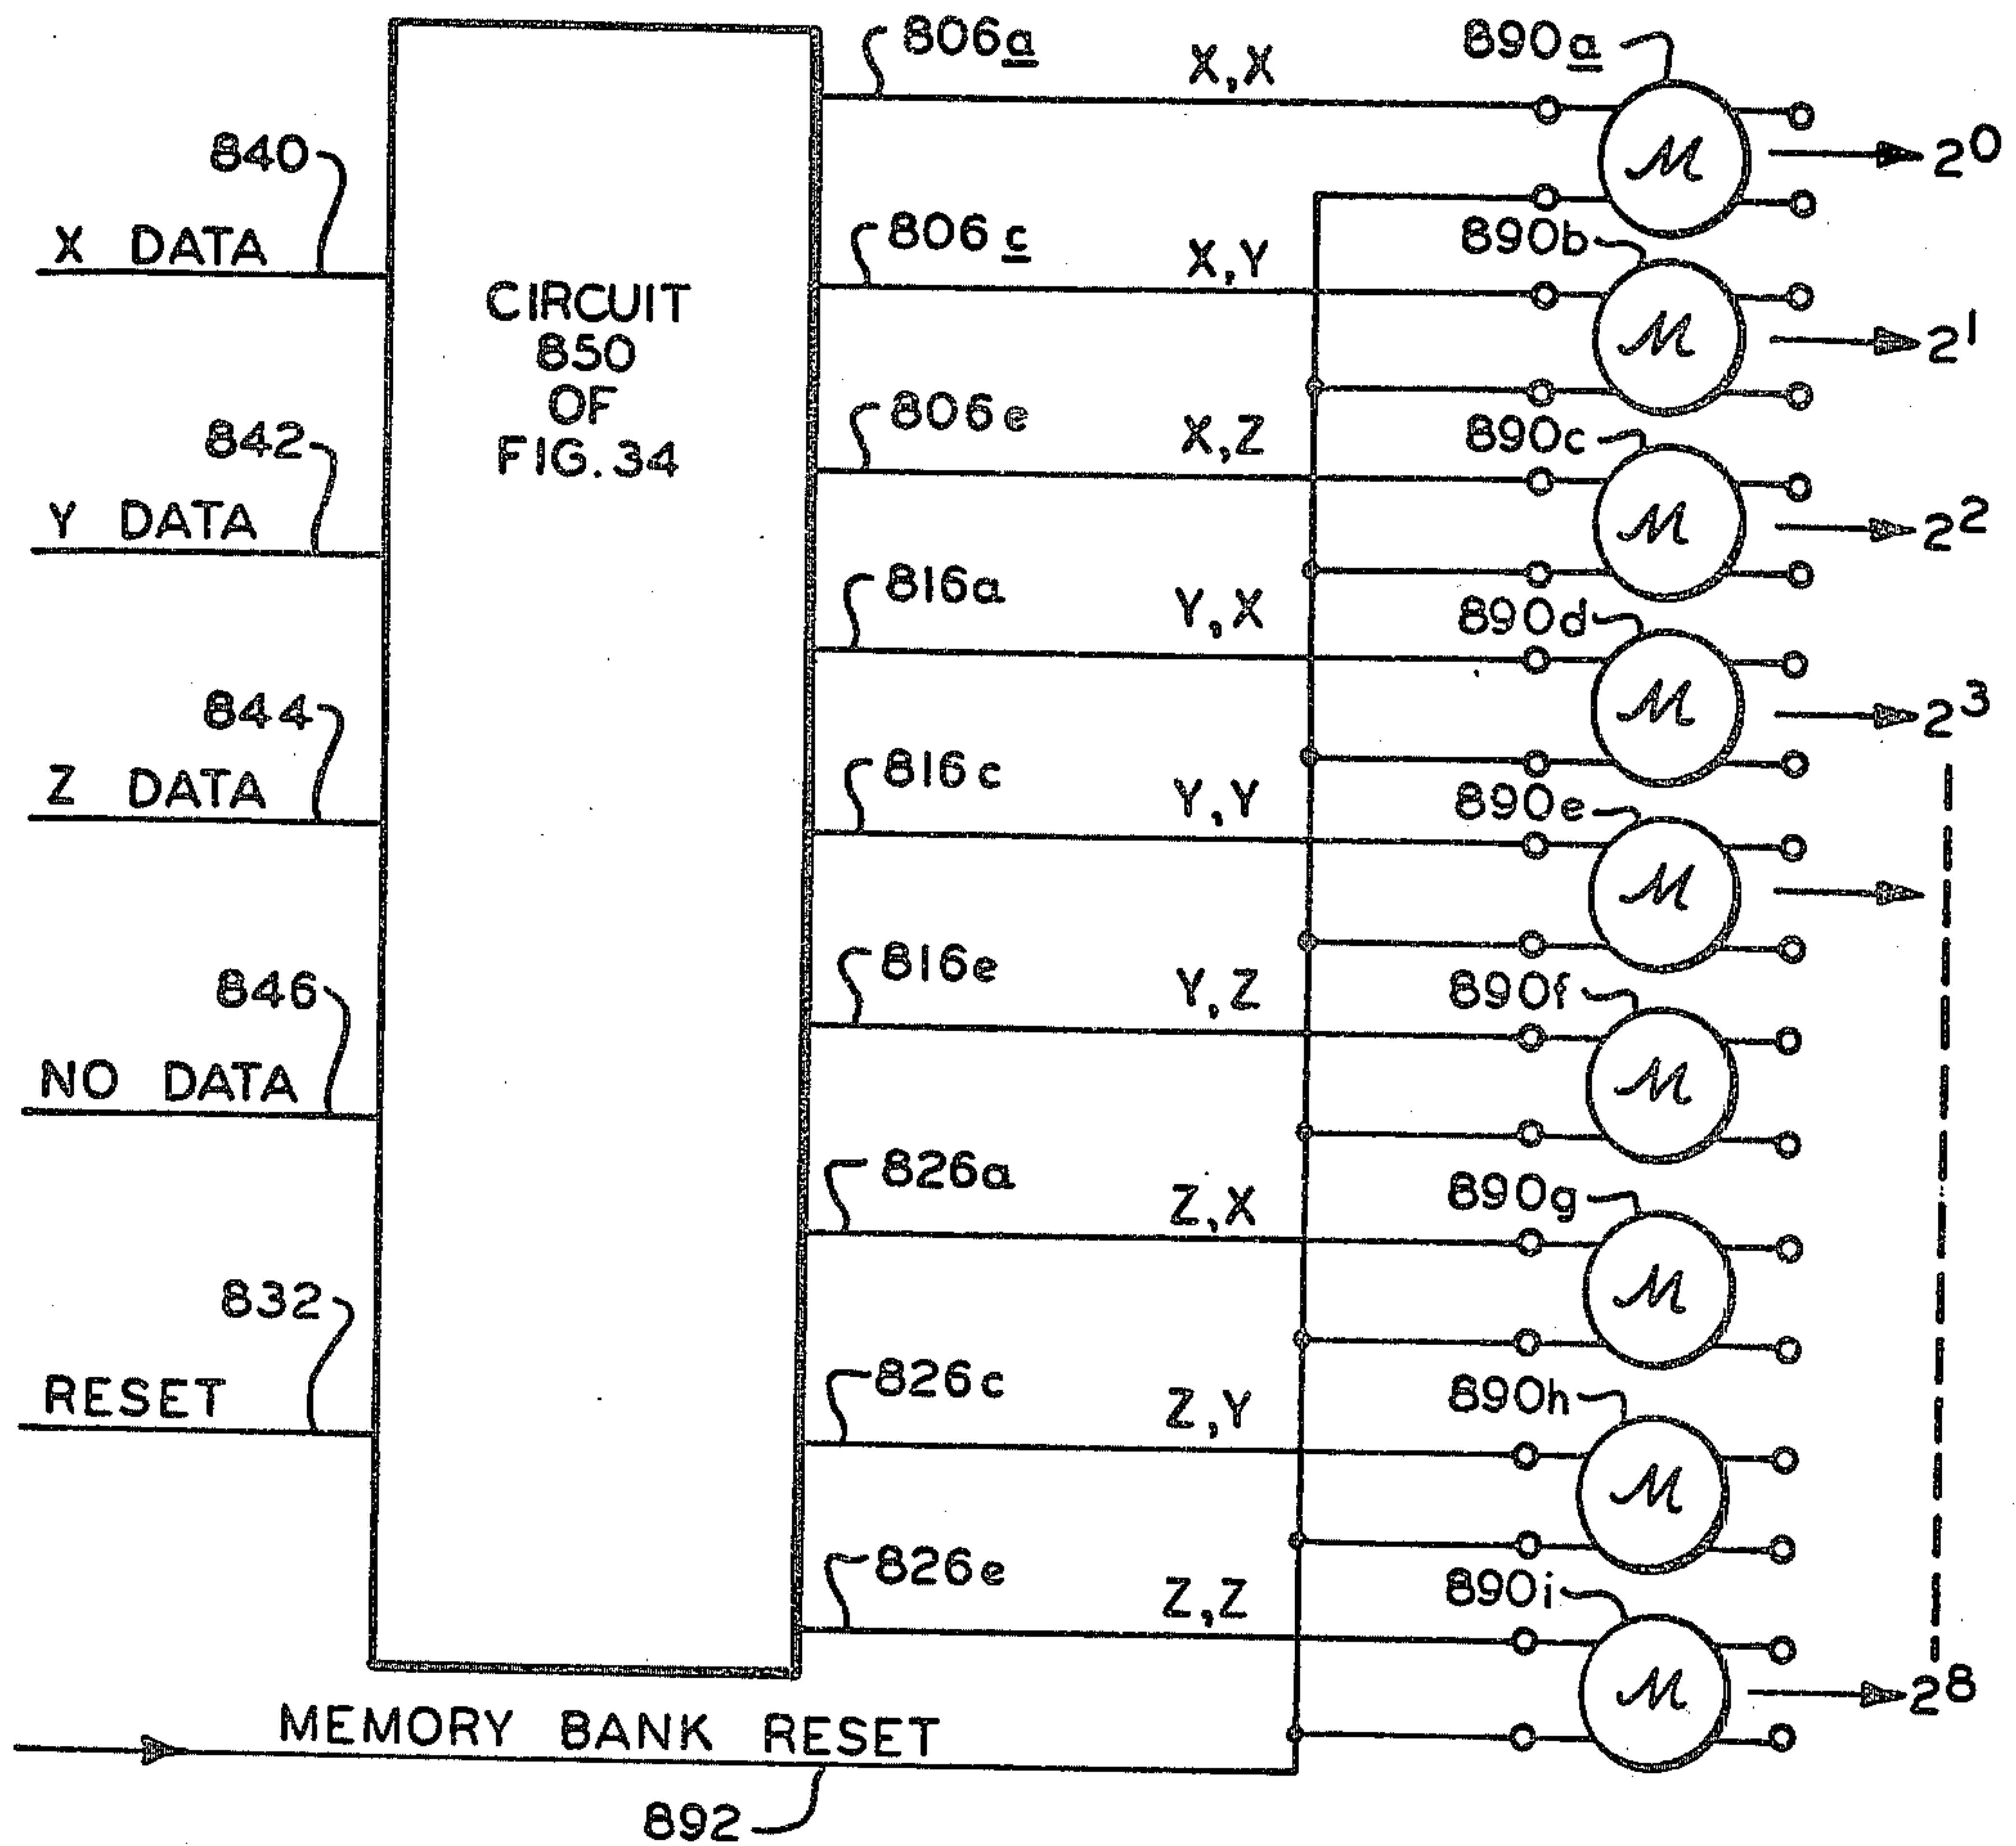 806a
X,X
890a
M
2⁰
840
X DATA
CIRCUIT
850
OF
FIG. 34
806c
X,Y
890b
M
2¹
842
Y DATA
806e
X,Z
890c
M
2²
816a
Y,X
890d
M
2³
844
Z DATA
816c
Y,Y
890e
M
846
NO DATA
816e
Y,Z
890f
M
826a
Z,X
890g
M
832
RESET
826c
Z,Y
890h
M
826e
Z,Z
890i
M
2⁸
MEMORY BANK RESET
892